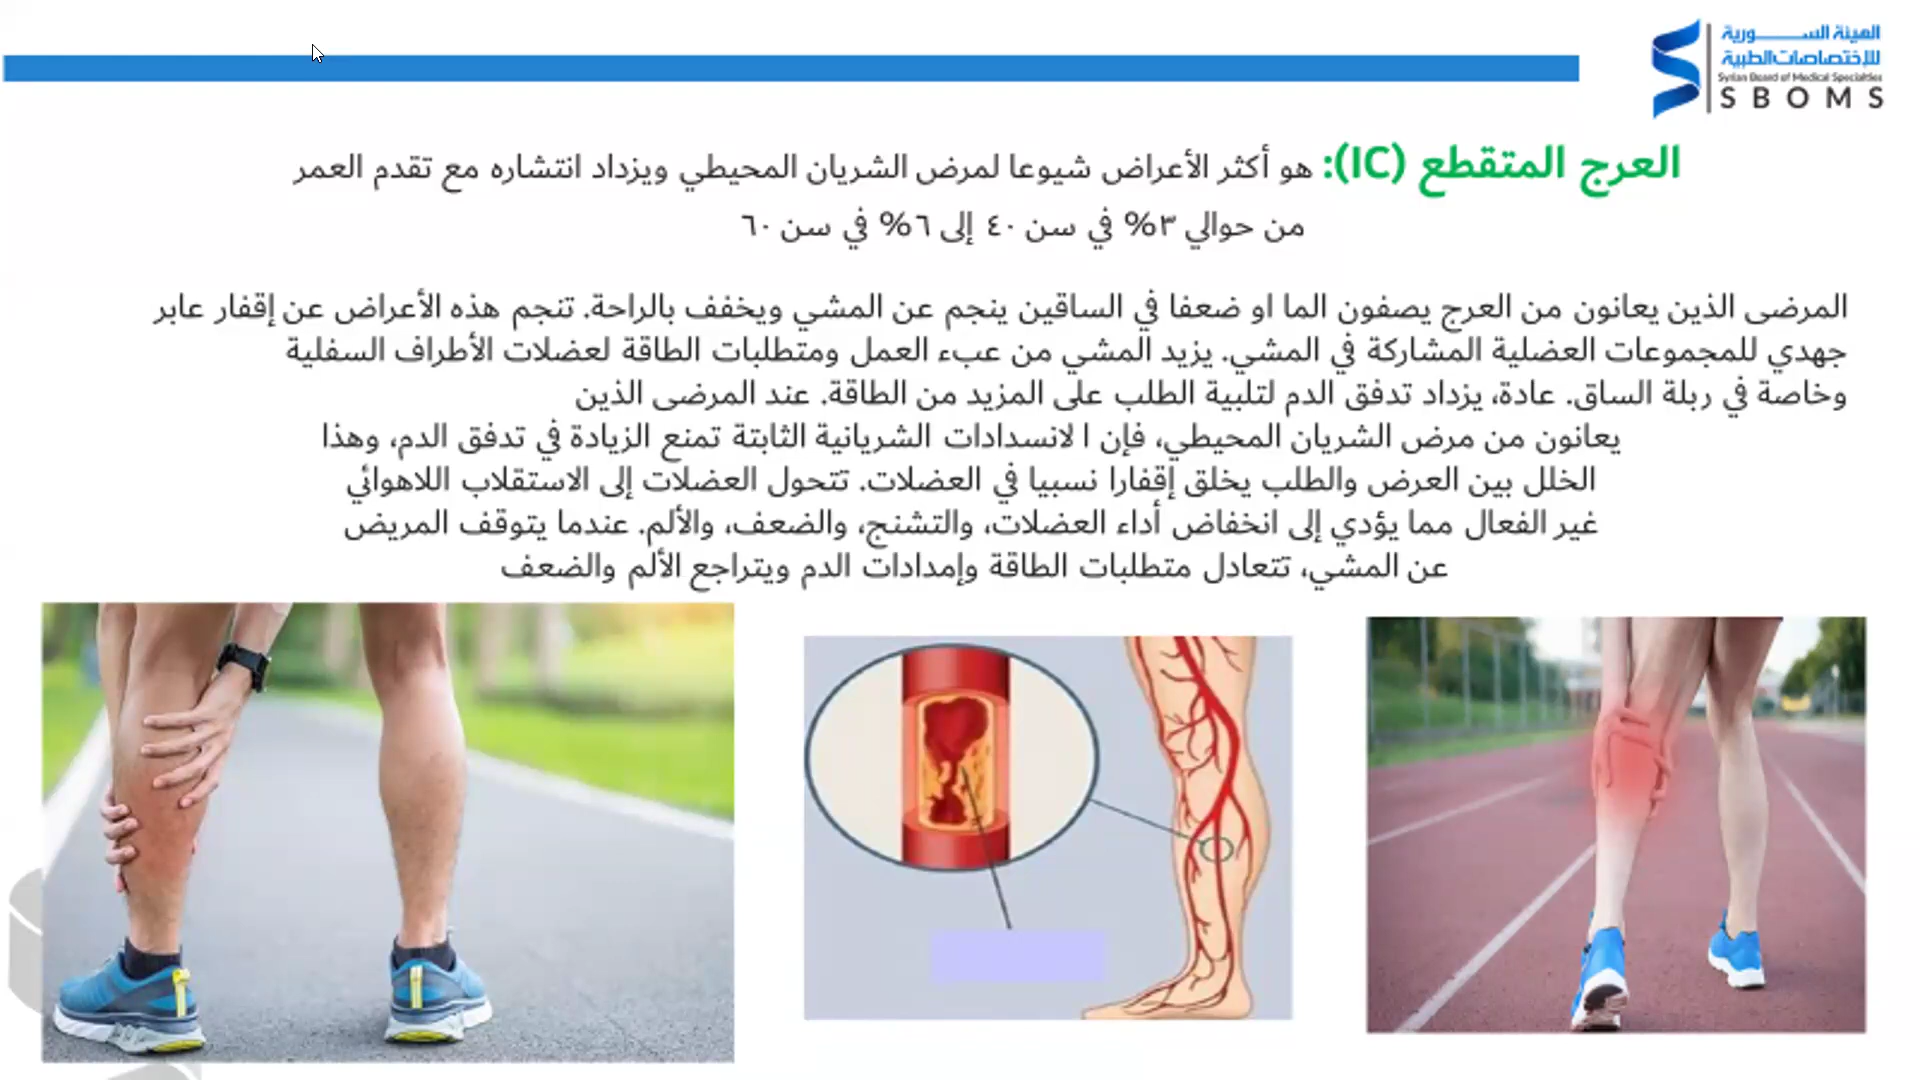 الهيئة الســـورية
للإختصاصات الطبية
Syrian Board of Medical Specialties
SBOMS
العرج المتقطع (IC): هو أكثر الأعراض شيوعا لمرض الشريان المحيطي ويزداد انتشاره مع تقدم العمر
من حوالي ٣% في سن ٤٠ إلى ٦% في سن ٦٠
المرضى الذين يعانون من العرج يصفون الما او ضعفا في الساقين ينجم عن المشي ويخفف بالراحة. تنجم هذه الأعراض عن إقفار عابر
جهدي للمجموعات العضلية المشاركة في المشي. يزيد المشي من عبء العمل ومتطلبات الطاقة لعضلات الأطراف السفلية
وخاصة في ربلة الساق. عادة، يزداد تدفق الدم لتلبية الطلب على المزيد من الطاقة. عند المرضى الذين
يعانون من مرض الشريان المحيطي، فإن ا لانسدادات الشريانية الثابتة تمنع الزيادة في تدفق الدم، وهذا
الخلل بين العرض والطلب يخلق إقفارا نسبيا في العضلات. تتحول العضلات إلى الاستقلاب اللاهوائي
غير الفعال مما يؤدي إلى انخفاض أداء العضلات، والتشنج، والضعف، والألم. عندما يتوقف المريض
عن المشي، تتعادل متطلبات الطاقة وإمدادات الدم ويتراجع الألم والضعف